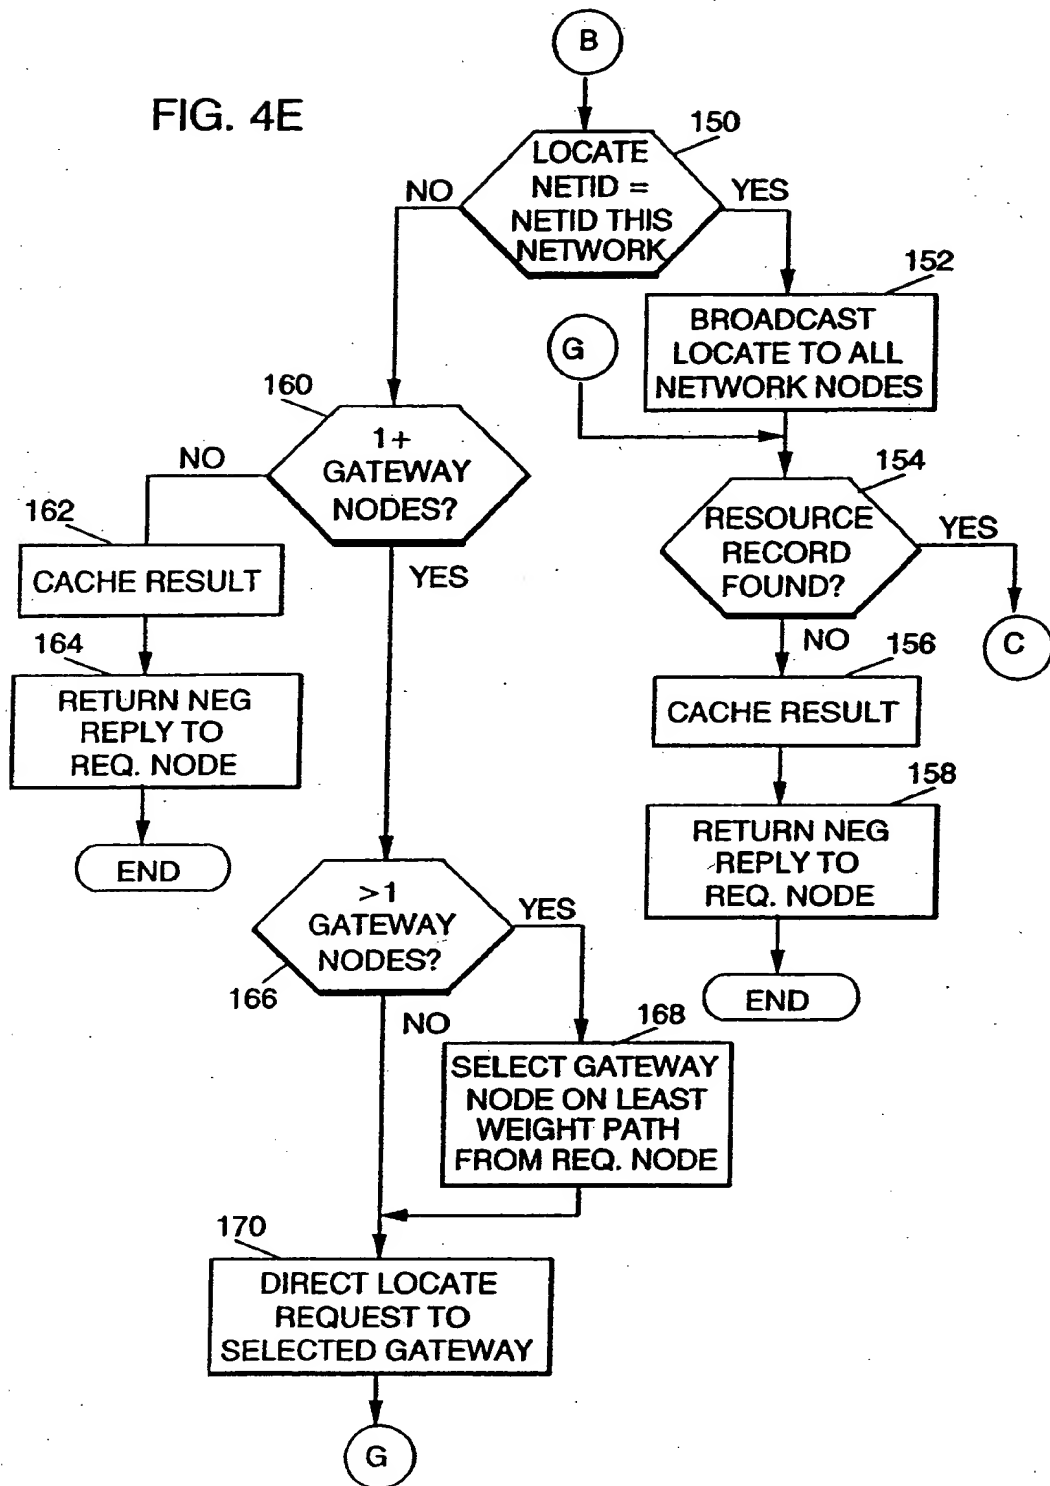 B
FIG. 4E
150
LOCATE
NETID =
NETID THIS
NETWORK
NO
YES
152
BROADCAST
LOCATE TO ALL
NETWORK NODES
G
160
1+
GATEWAY
NODES?
NO
YES
154
RESOURCE
RECORD
FOUND?
YES
NO
C
162
CACHE RESULT
164
RETURN NEG
REPLY TO
REQ. NODE
END
156
CACHE RESULT
158
RETURN NEG
REPLY TO
REQ. NODE
END
>1
GATEWAY
NODES?
166
YES
NO
168
SELECT GATEWAY
NODE ON LEAST
WEIGHT PATH
FROM REQ. NODE
170
DIRECT LOCATE
REQUEST TO
SELECTED GATEWAY
G